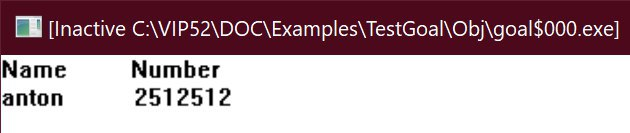 [Inactive C:\VIP52\DOC\Examples\TestGoal\Obj\goal$000.exe]
Name Number
anton 2512512